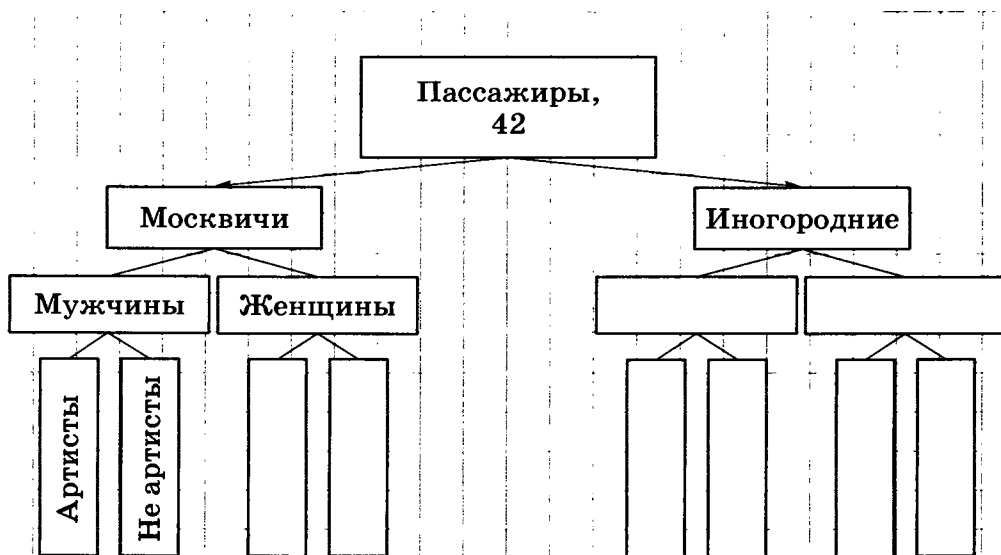 Пассажиры,
42
Москвичи
Иногородние
Мужчины
Женщины
Артисты
Не артисты